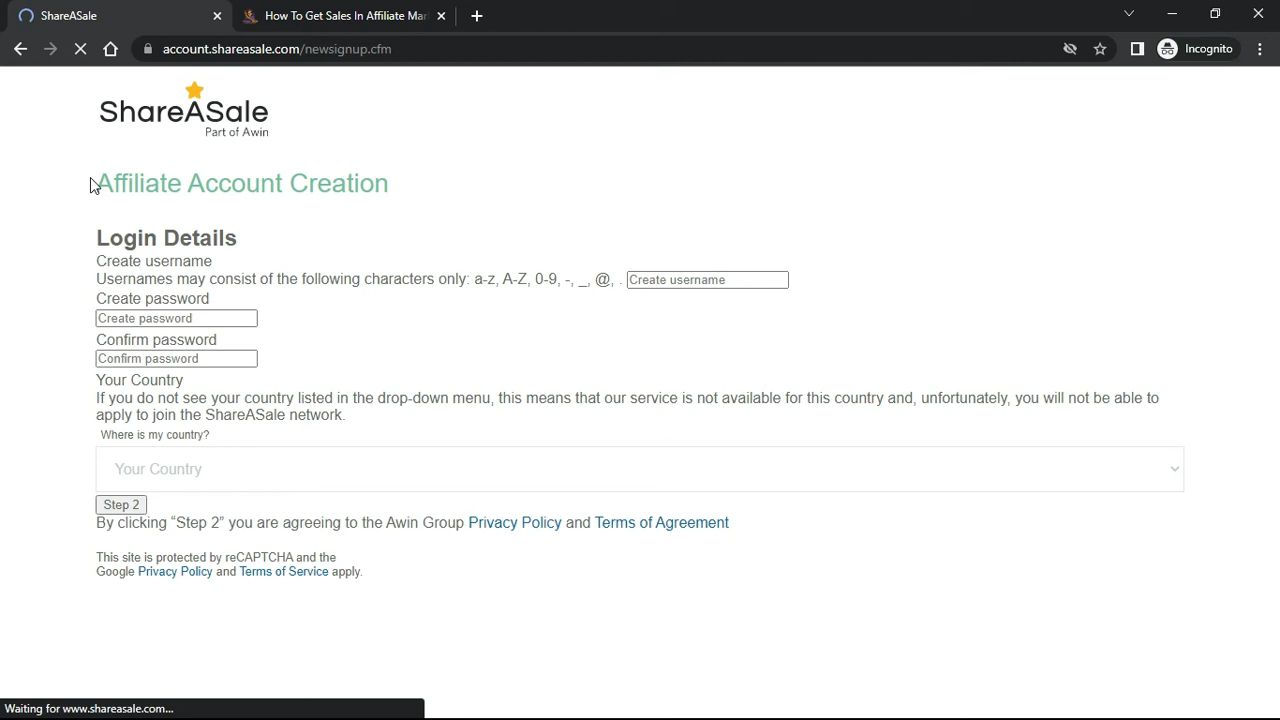 ShareASale
How To Get Sales In Affiliate Mar
account.shareasale.com/newsignup.cfm
Incognito
ShareASale
Part of Awin
Affiliate Account Creation
Login Details
Create username
Usernames may consist of the following characters only: a-z, A-Z, 0-9, -, _, @, . Create username
Create password
Create password
Confirm password
Confirm password
Your Country
If you do not see your country listed in the drop-down menu, this means that our service is not available for this country and, unfortunately, you will not be able to
apply to join the ShareASale network.
Where is my country?
Your Country
Step 2
By clicking “Step 2” you are agreeing to the Awin Group Privacy Policy and Terms of Agreement
This site is protected by reCAPTCHA and the
Google Privacy Policy and Terms of Service apply.
Waiting for www.shareasale.com...